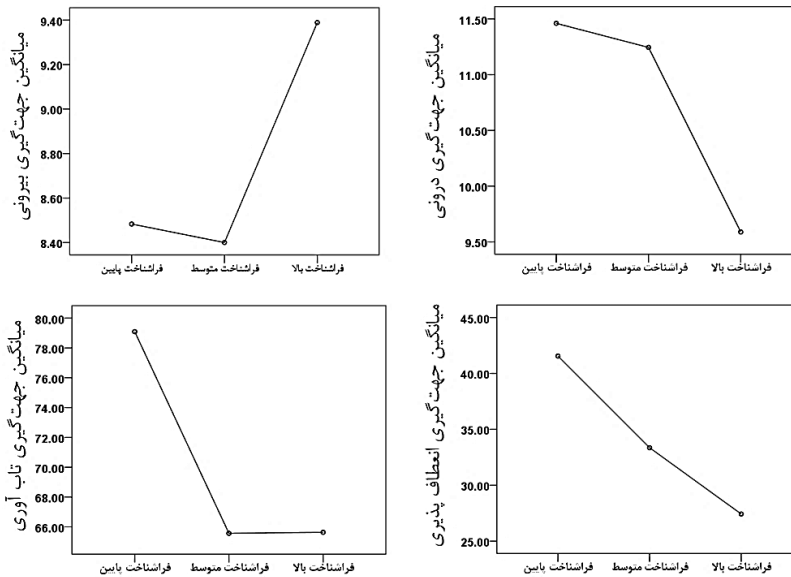 میانگین جهت‌گیری بیرونی
9.40
9.20
9.00
8.80
8.60
8.40
فراشناخت پایین
فراشناخت متوسط
فراشناخت بالا
میانگین جهت‌گیری درونی
11.50
11.00
10.50
10.00
9.50
فراشناخت پایین
فراشناخت متوسط
فراشناخت بالا
میانگین جهت‌گیری تاب آوری
80.00
78.00
76.00
74.00
72.00
70.00
68.00
66.00
فراشناخت پایین
فراشناخت متوسط
فراشناخت بالا
میانگین جهت‌گیری انعطاف پذیری
45.00
40.00
35.00
30.00
25.00
فراشناخت پایین
فراشناخت متوسط
فراشناخت بالا